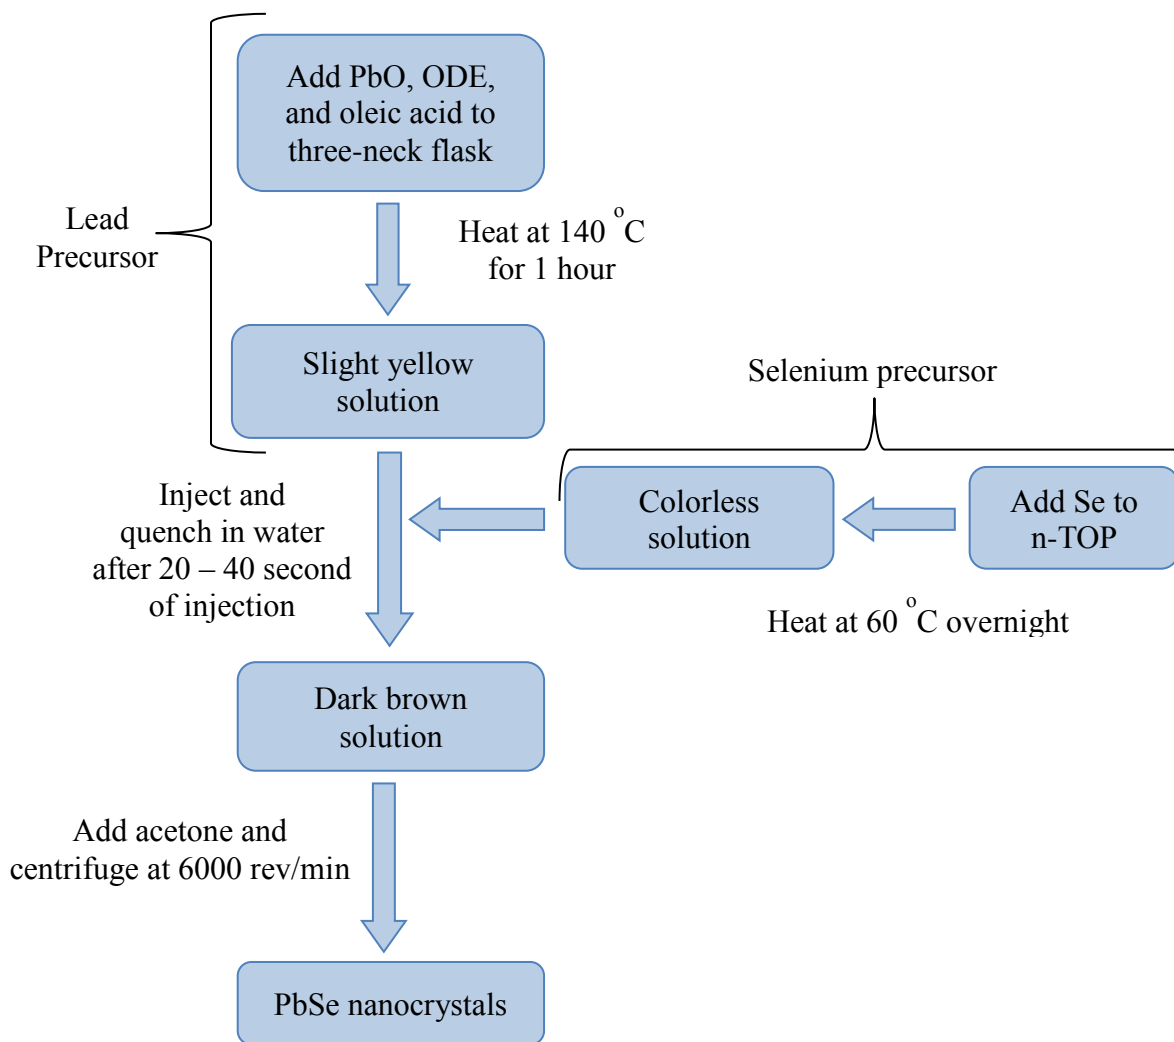 Add PbO, ODE,
and oleic acid to
three-neck flask
Lead
Precursor
Heat at 140 °C
for 1 hour
Slight yellow
solution
Selenium precursor
Inject and
quench in water
after 20 – 40 second
of injection
Colorless
solution
Add Se to
n-TOP
Heat at 60 °C overnight
Dark brown
solution
Add acetone and
centrifuge at 6000 rev/min
PbSe nanocrystals